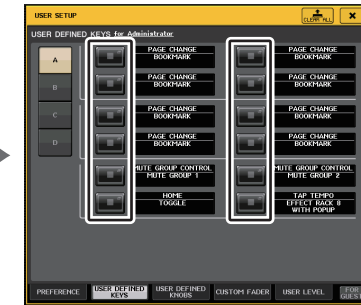 USER SETUP
CLEAR ALL
USER DEFINED KEYS for Administrator
A
B
C
D
PAGE CHANGE
BOOKMARK
PAGE CHANGE
BOOKMARK
PAGE CHANGE
BOOKMARK
PAGE CHANGE
BOOKMARK
PAGE CHANGE
BOOKMARK
PAGE CHANGE
BOOKMARK
PAGE CHANGE
BOOKMARK
PAGE CHANGE
BOOKMARK
MUTE GROUP CONTROL
MUTE GROUP 1
MUTE GROUP CONTROL
MUTE GROUP 2
HOME
TOGGLE
TAP TEMPO
EFFECT RACK 8
WITH POPUP
PREFERENCE
USER DEFINED
KEYS
USER DEFINED
KNOBS
CUSTOM FADER
USER LEVEL
FOR
GUEST